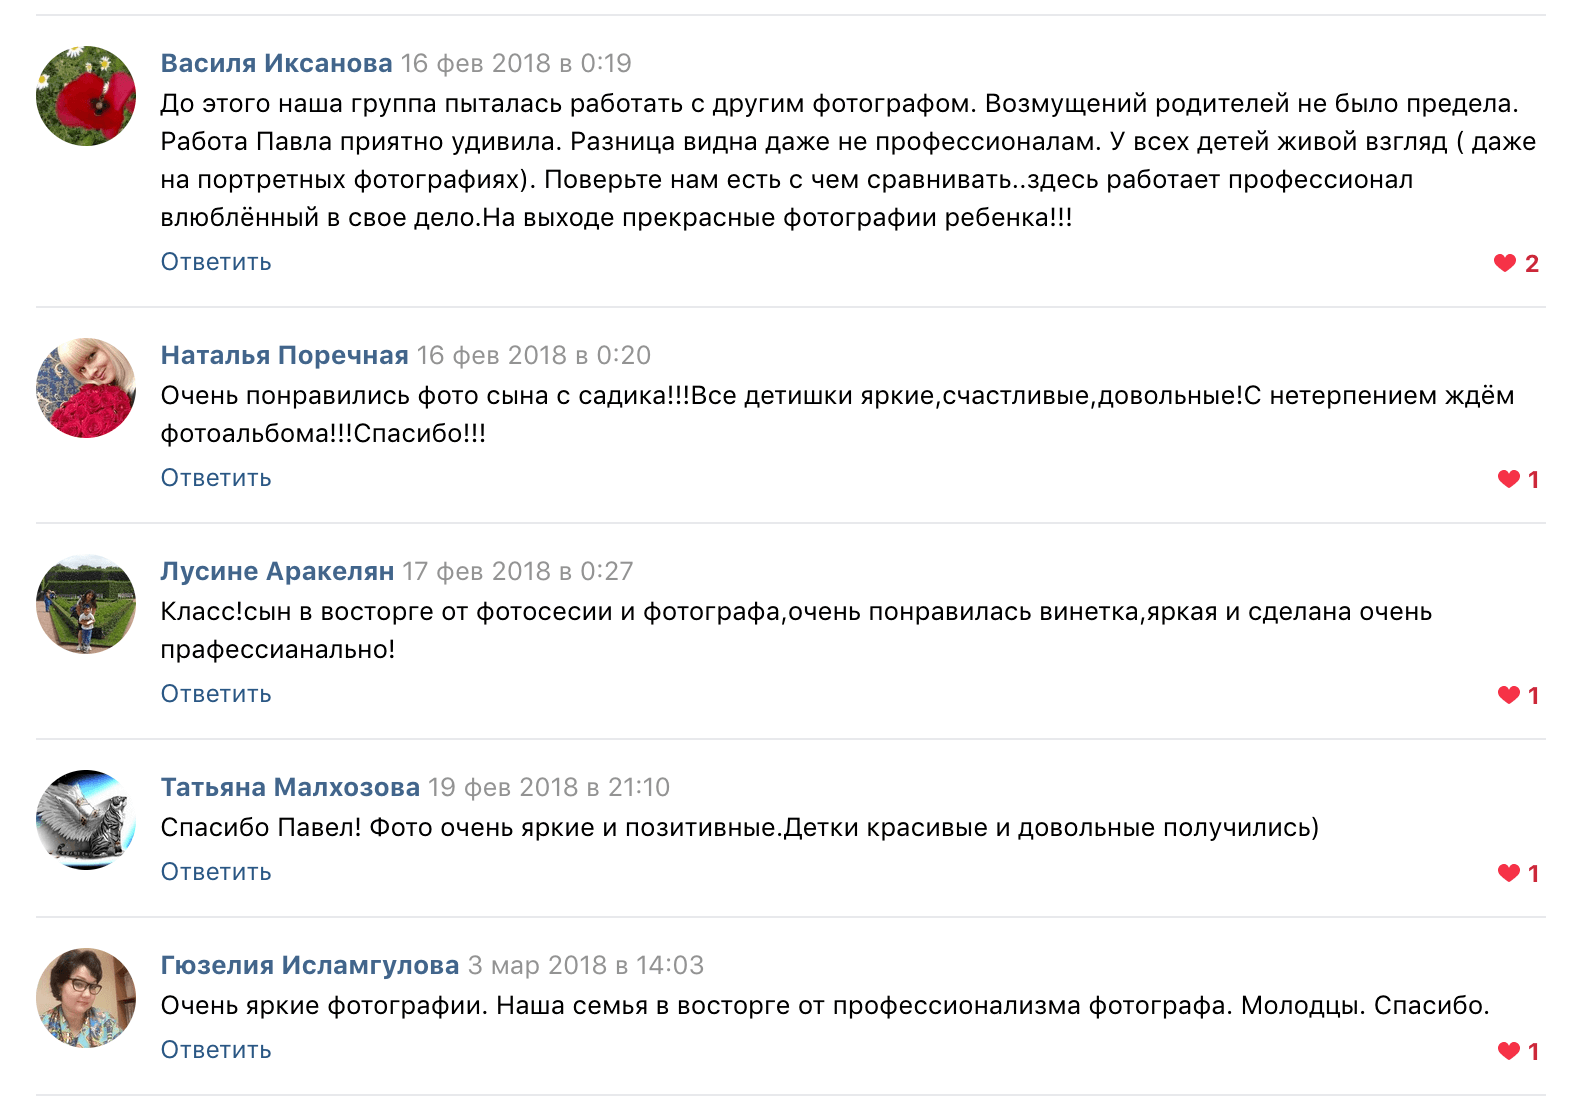 Василя Иксанова 16 фев 2018 в 0:19
До этого наша группа пыталась работать с другим фотографом. Возмущений родителей не было предела.
Работа Павла приятно удивила. Разница видна даже не профессионалам. У всех детей живой взгляд ( даже
на портретных фотографиях). Поверьте нам есть с чем сравнивать..здесь работает профессионал
влюблённый в свое дело.На выходе прекрасные фотографии ребенка!!!
Ответить 2
Наталья Поречная 16 фев 2018 в 0:20
Очень понравились фото сына с садика!!!Все детишки яркие,счастливые,довольные!С нетерпением ждём
фотоальбома!!!Спасибо!!!
Ответить 1
Лусине Аракелян 17 фев 2018 в 0:27
Класс!сын в восторге от фотосесии и фотографа,очень понравилась винетка,яркая и сделана очень
прафессианально!
Ответить 1
Татьяна Малхозова 19 фев 2018 в 21:10
Спасибо Павел! Фото очень яркие и позитивные.Детки красивые и довольные получились)
Ответить 1
Гюзелия Исламгулова 3 мар 2018 в 14:03
Очень яркие фотографии. Наша семья в восторге от профессионализма фотографа. Молодцы. Спасибо.
Ответить 1